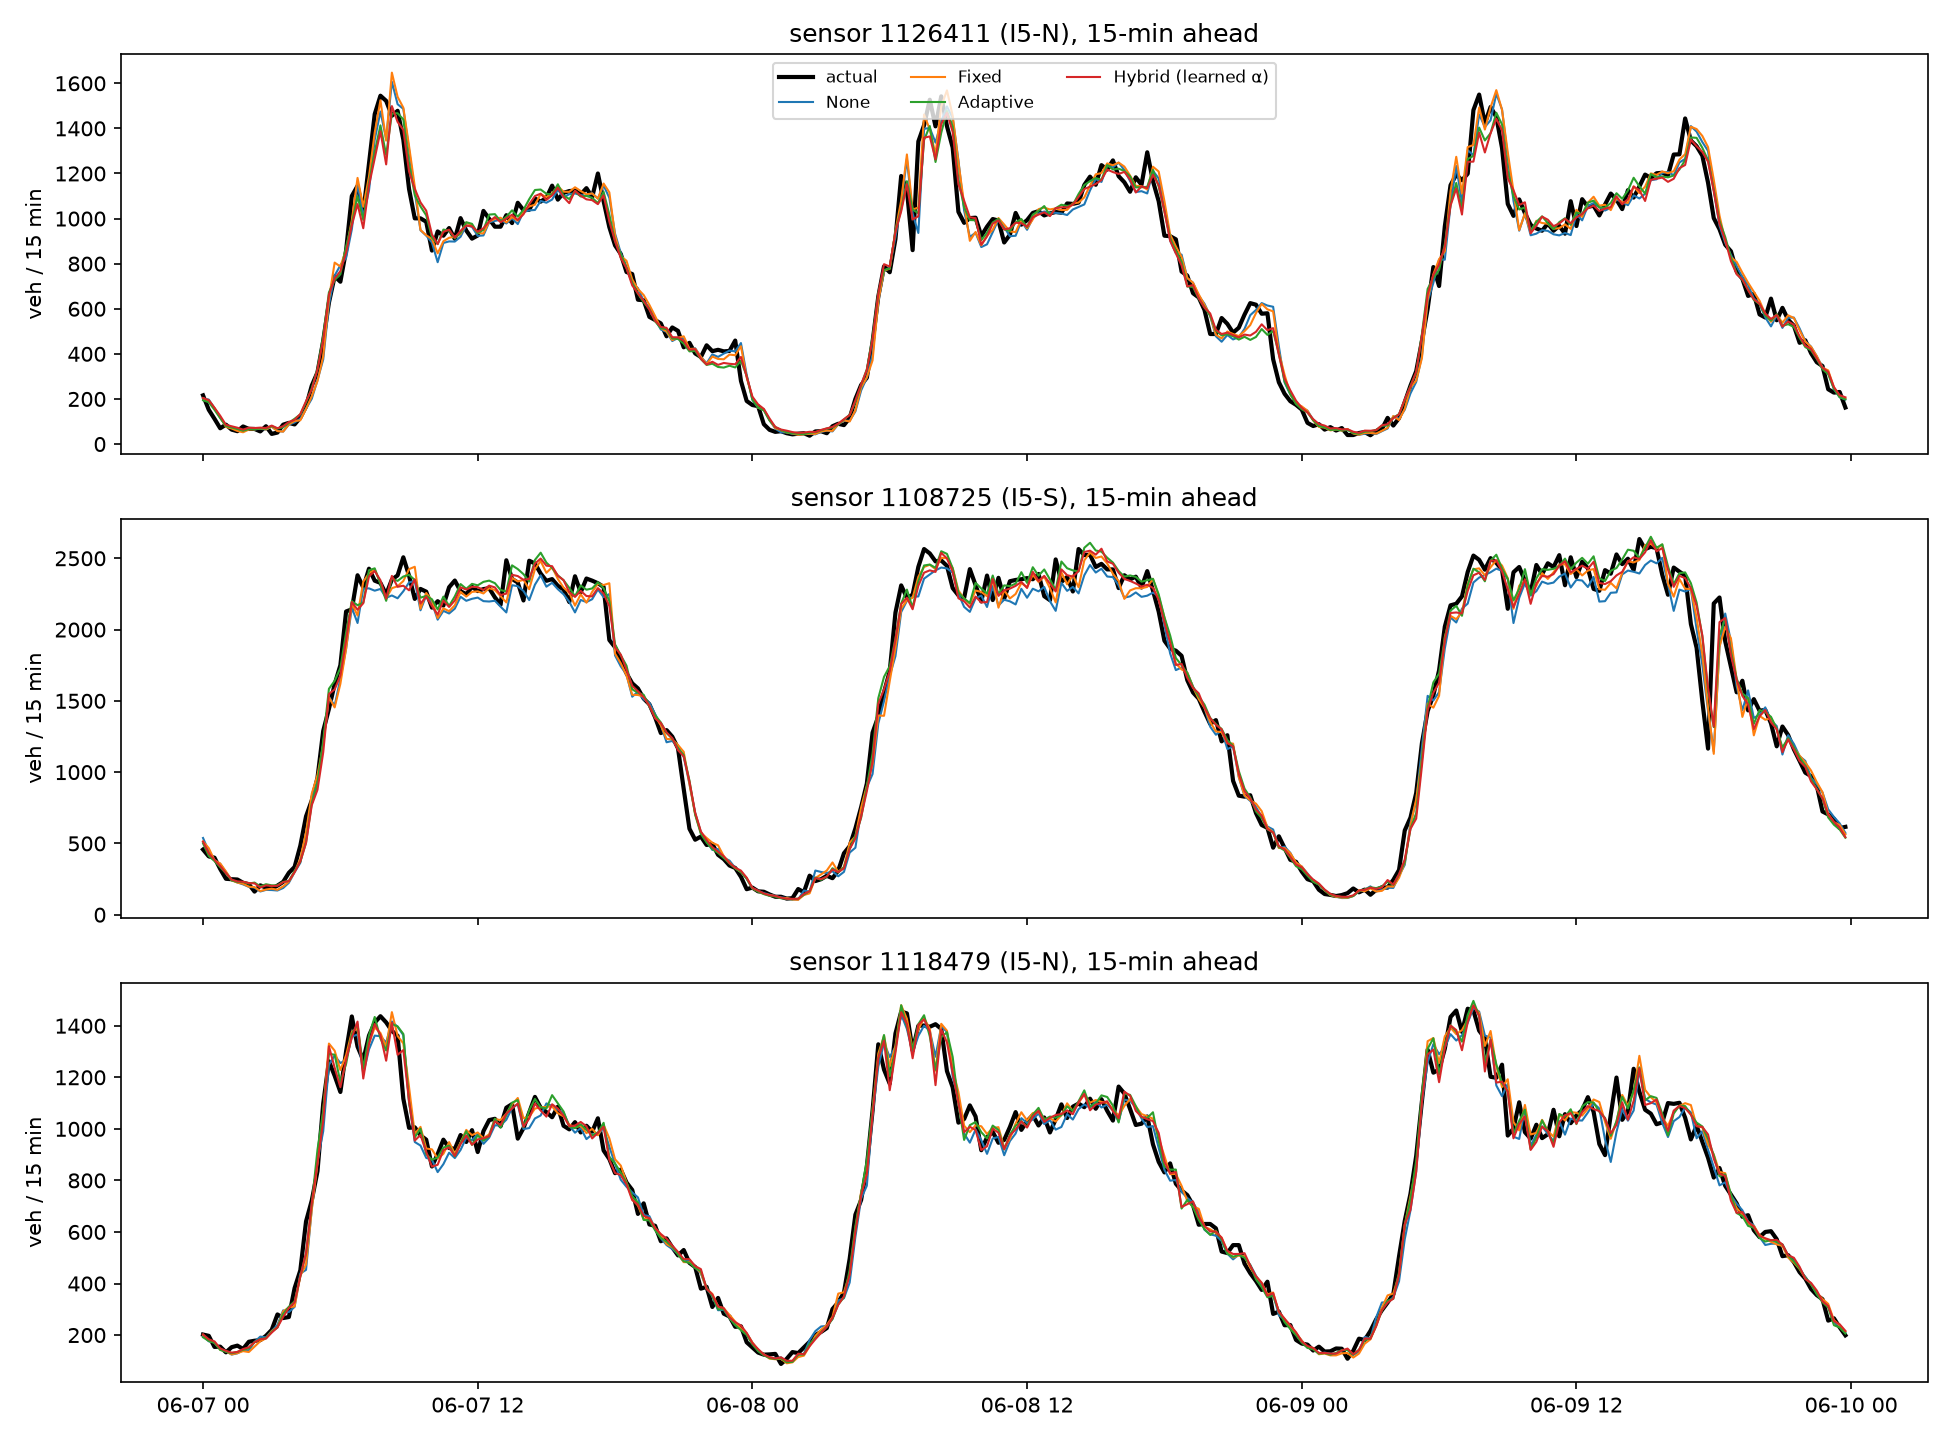 sensor 1126411 (I5-N), 15-min ahead
actual
None
Fixed
Adaptive
Hybrid (learned α)
veh / 15 min
1600
1400
1200
1000
800
600
400
200
0
sensor 1108725 (I5-S), 15-min ahead
veh / 15 min
2500
2000
1500
1000
500
0
sensor 1118479 (I5-N), 15-min ahead
veh / 15 min
1400
1200
1000
800
600
400
200
06-07 00
06-07 12
06-08 00
06-08 12
06-09 00
06-09 12
06-10 00